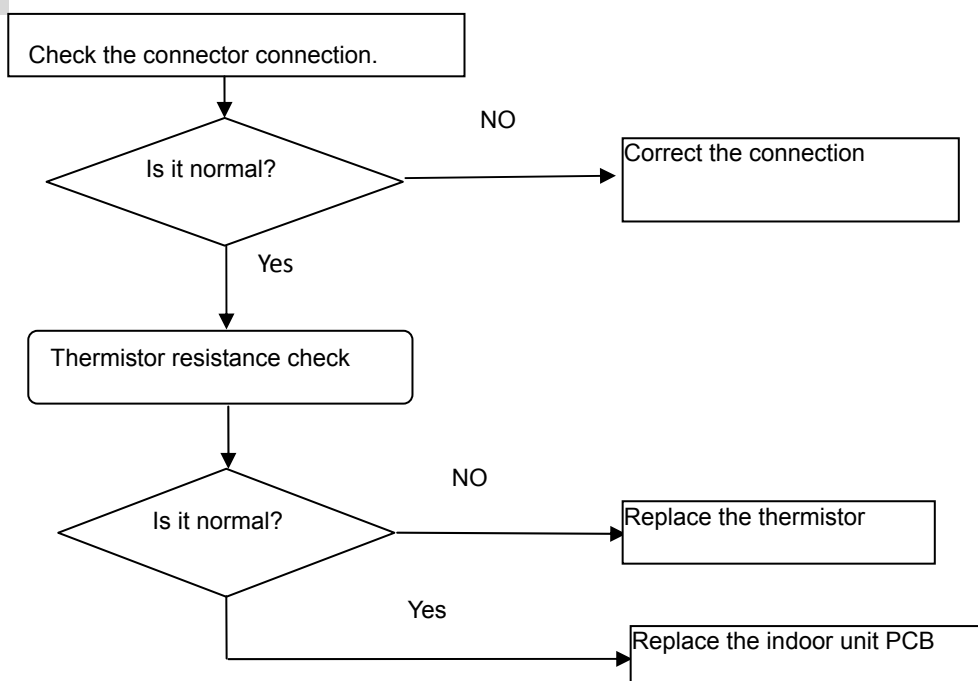 Check the connector connection.
NO
Is it normal?
Correct the connection
Yes
Thermistor resistance check
NO
Is it normal?
Replace the thermistor
Yes
Replace the indoor unit PCB